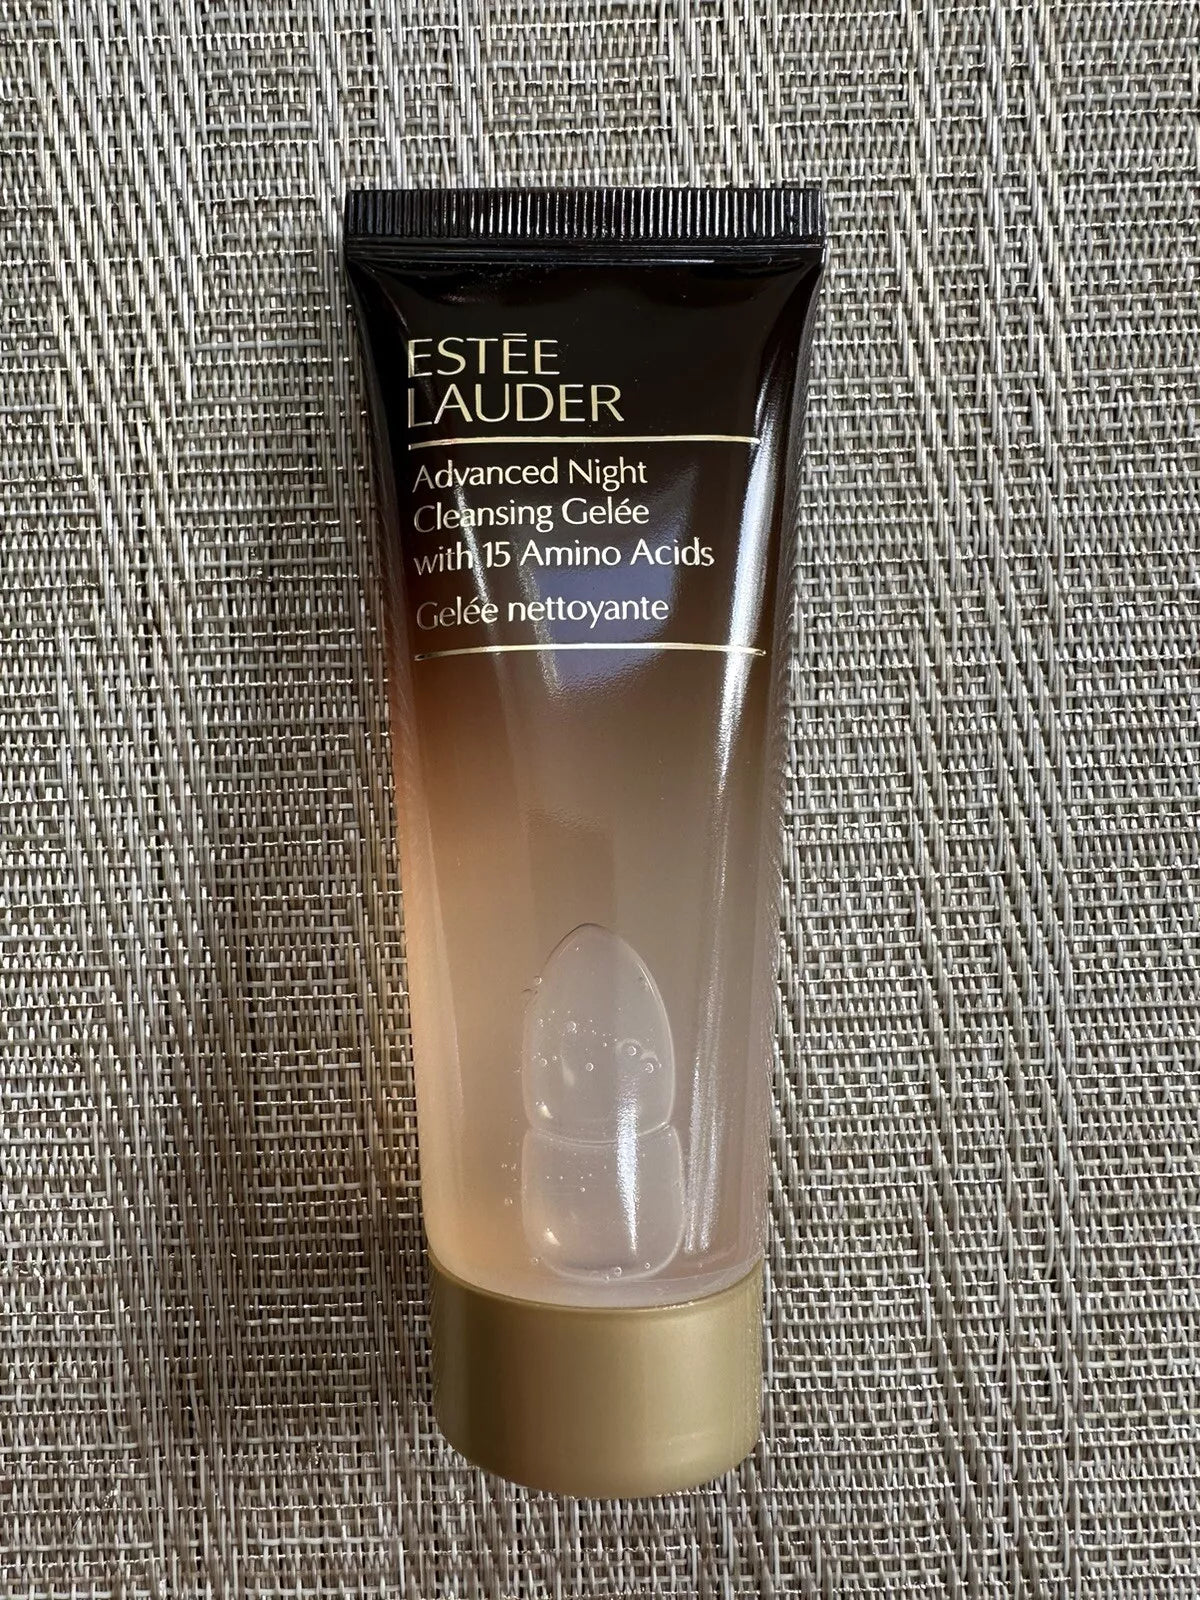 ESTĒE
LAUDER
Advanced Night
Cleansing Gelée
with 15 Amino Acids
Gelée nettoyante